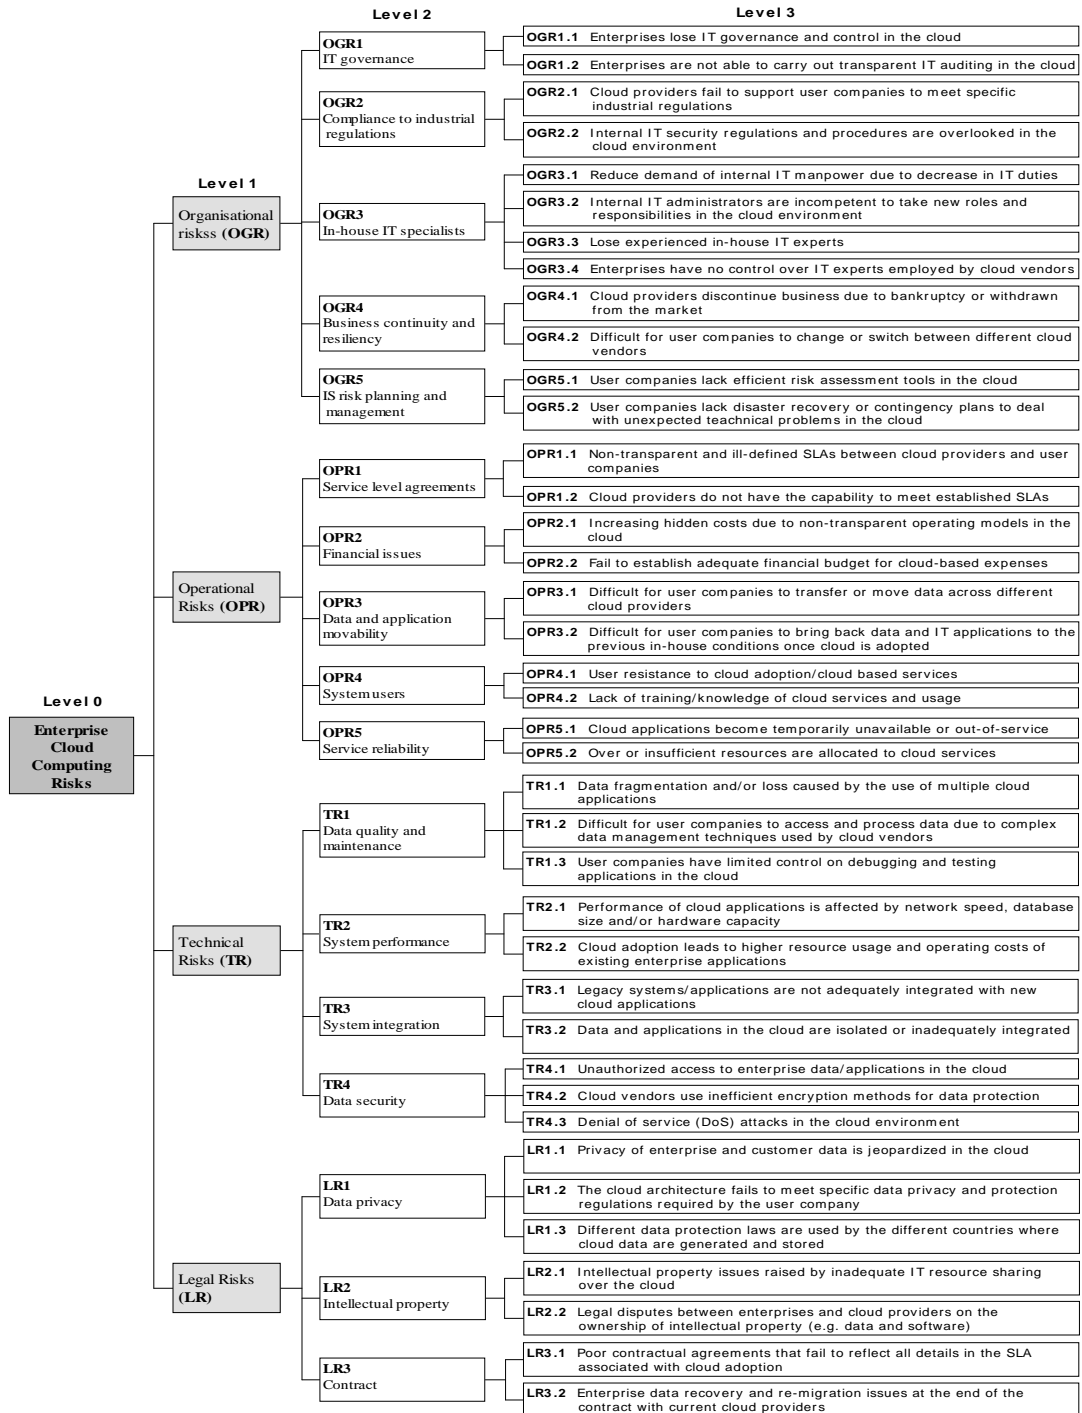 Level 0
Enterprise
Cloud
Computing
Risks
Level 1
Organisational
riskss (OGR)
Operational
Risks (OPR)
Technical
Risks (TR)
Legal Risks
(LR)
Level 2
OGR1
IT governance
OGR2
Compliance to industrial
regulations
OGR3
In-house IT specialists
OGR4
Business continuity and
resiliency
OGR5
IS risk planning and
management
OPR1
Service level agreements
OPR2
Financial issues
OPR3
Data and application
movability
OPR4
System users
OPR5
Service reliability
TR1
Data quality and
maintenance
TR2
System performance
TR3
System integration
TR4
Data security
LR1
Data privacy
LR2
Intellectual property
LR3
Contract
Level 3
OGR1.1 Enterprises lose IT governance and control in the cloud
OGR1.2 Enterprises are not able to carry out transparent IT auditing in the cloud
OGR2.1 Cloud providers fail to support user companies to meet specific
industrial regulations
OGR2.2 Internal IT security regulations and procedures are overlooked in the
cloud environment
OGR3.1 Reduce demand of internal IT manpower due to decrease in IT duties
OGR3.2 Internal IT administrators are incompetent to take new roles and
responsibilities in the cloud environment
OGR3.3 Lose experienced in-house IT experts
OGR3.4 Enterprises have no control over IT experts employed by cloud vendors
OGR4.1 Cloud providers discontinue business due to bankruptcy or withdrawn
from the market
OGR4.2 Difficult for user companies to change or switch between different cloud
vendors
OGR5.1 User companies lack efficient risk assessment tools in the cloud
OGR5.2 User companies lack disaster recovery or contingency plans to deal
with unexpected teachnical problems in the cloud
OPR1.1 Non-transparent and ill-defined SLAs between cloud providers and user
companies
OPR1.2 Cloud providers do not have the capability to meet established SLAs
OPR2.1 Increasing hidden costs due to non-transparent operating models in the
cloud
OPR2.2 Fail to establish adequate financial budget for cloud-based expenses
OPR3.1 Difficult for user companies to transfer or move data across different
cloud providers
OPR3.2 Difficult for user companies to bring back data and IT applications to the
previous in-house conditions once cloud is adopted
OPR4.1 User resistance to cloud adoption/cloud based services
OPR4.2 Lack of training/knowledge of cloud services and usage
OPR5.1 Cloud applications become temporarily unavailable or out-of-service
OPR5.2 Over or insufficient resources are allocated to cloud services
TR1.1 Data fragmentation and/or loss caused by the use of multiple cloud
applications
TR1.2 Difficult for user companies to access and process data due to complex
data management techniques used by cloud vendors
TR1.3 User companies have limited control on debugging and testing
applications in the cloud
TR2.1 Performance of cloud applications is affected by network speed, database
size and/or hardware capacity
TR2.2 Cloud adoption leads to higher resource usage and operating costs of
existing enterprise applications
TR3.1 Legacy systems/applications are not adequately integrated with new
cloud applications
TR3.2 Data and applications in the cloud are isolated or inadequately integrated
TR4.1 Unauthorized access to enterprise data/applications in the cloud
TR4.2 Cloud vendors use inefficient encryption methods for data protection
TR4.3 Denial of service (DoS) attacks in the cloud environment
LR1.1 Privacy of enterprise and customer data is jeopardized in the cloud
LR1.2 The cloud architecture fails to meet specific data privacy and protection
regulations required by the user company
LR1.3 Different data protection laws are used by the different countries where
cloud data are generated and stored
LR2.1 Intellectual property issues raised by inadequate IT resource sharing
over the cloud
LR2.2 Legal disputes between enterprises and cloud providers on the
ownership of intellectual property (e.g. data and software)
LR3.1 Poor contractual agreements that fail to reflect all details in the SLA
associated with cloud adoption
LR3.2 Enterprise data recovery and re-migration issues at the end of the
contract with current cloud providers